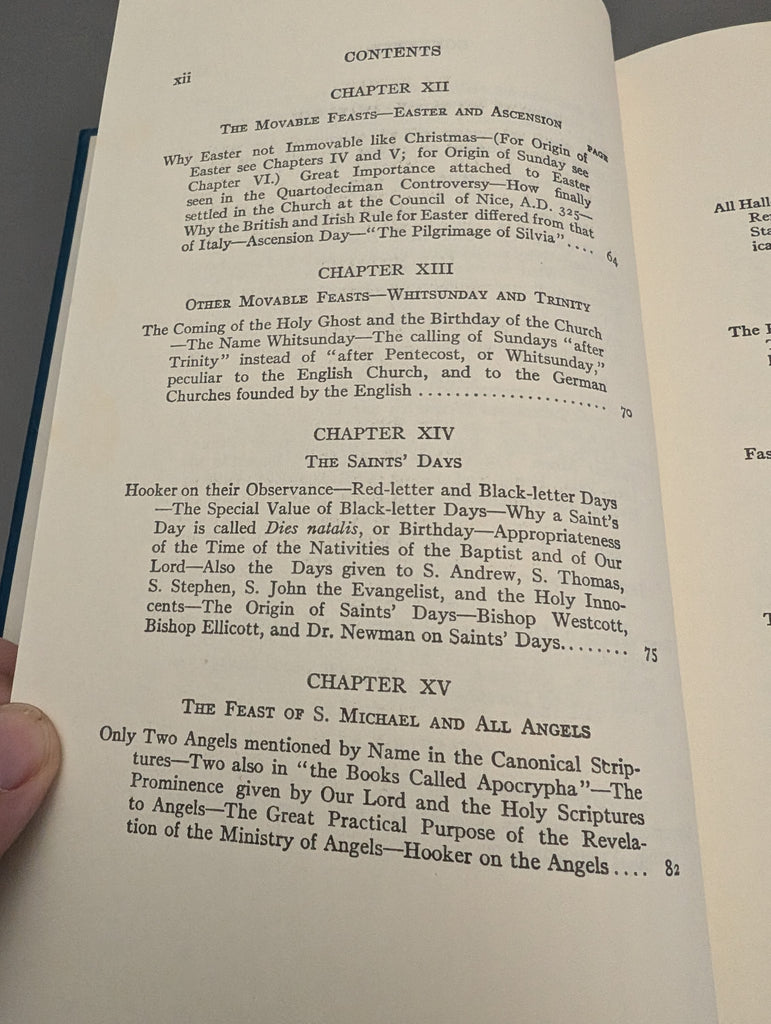 CONTENTS
xii
CHAPTER XII
The Movable Feasts—Easter and Ascension
PAGE
Why Easter not Immovable like Christmas—(For Origin of
Easter see Chapters IV and V; for Origin of Sunday see
Chapter VI.) Great Importance attached to Easter
seen in the Quartodeciman Controversy—How finally
settled in the Church at the Council of Nice, A.D. 325—
Why the British and Irish Rule for Easter differed from that
of Italy—Ascension Day—“The Pilgrimage of Silvia”.... 64
CHAPTER XIII
Other Movable Feasts—Whitsunday and Trinity
The Coming of the Holy Ghost and the Birthday of the Church
—The Name Whitsunday—The calling of Sundays “after
Trinity” instead of “after Pentecost, or Whitsunday,”
peculiar to the English Church, and to the German
Churches founded by the English ....................... 70
CHAPTER XIV
The Saints’ Days
Hooker on their Observance—Red-letter and Black-letter Days
—The Special Value of Black-letter Days—Why a Saint’s
Day is called Dies natalis, or Birthday—Appropriateness
of the Time of the Nativities of the Baptist and of Our
Lord—Also the Days given to S. Andrew, S. Thomas,
S. Stephen, S. John the Evangelist, and the Holy Inno-
cents—The Origin of Saints’ Days—Bishop Westcott,
Bishop Ellicott, and Dr. Newman on Saints’ Days........ 75
CHAPTER XV
The Feast of S. Michael and All Angels
Only Two Angels mentioned by Name in the Canonical Scrip-
tures—Two also in “the Books Called Apocrypha”—The
Prominence given by Our Lord and the Holy Scriptures
to Angels—The Great Practical Purpose of the Revela-
tion of the Ministry of Angels—Hooker on the Angels.... 82
All Hall
Re
Sta
ica
The
Fas